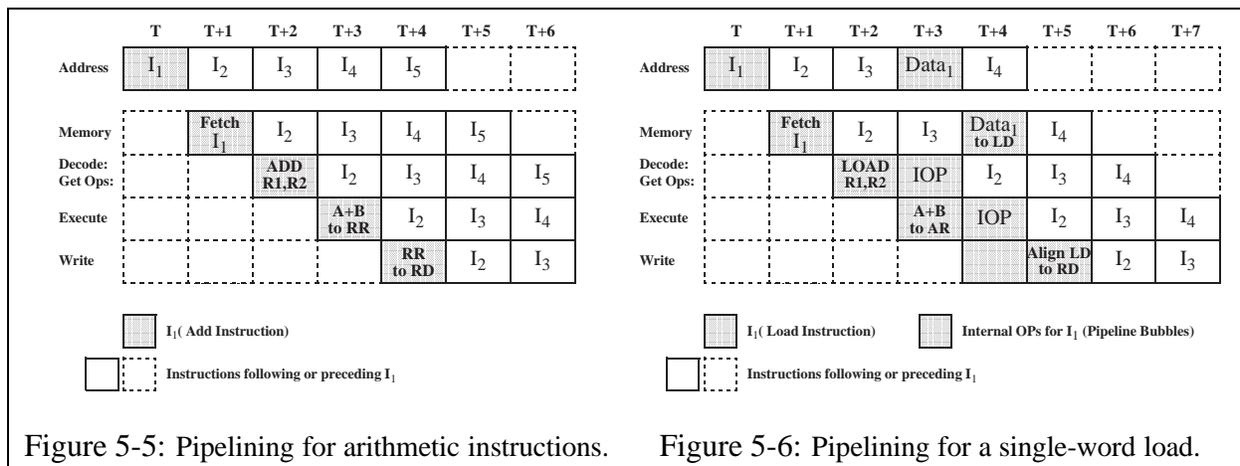 T T+1 T+2 T+3 T+4 T+5 T+6
Address I1 I2 I3 I4 I5
Memory Fetch I1 I2 I3 I4 I5
Decode: Get Ops: ADD R1,R2 I2 I3 I4 I5
Execute A+B to RR I2 I3 I4
Write RR to RD I2 I3
I1( Add Instruction)
Instructions following or preceding I1
Figure 5-5: Pipelining for arithmetic instructions.
T T+1 T+2 T+3 T+4 T+5 T+6 T+7
Address I1 I2 I3 Data1 I4
Memory Fetch I1 I2 I3 Data1 to LD I4
Decode: Get Ops: LOAD R1,R2 IOP I2 I3 I4
Execute A+B to AR IOP I2 I3 I4
Write Align LD to RD I2 I3
I1( Load Instruction) Internal OPs for I1 (Pipeline Bubbles)
Instructions following or preceding I1
Figure 5-6: Pipelining for a single-word load.